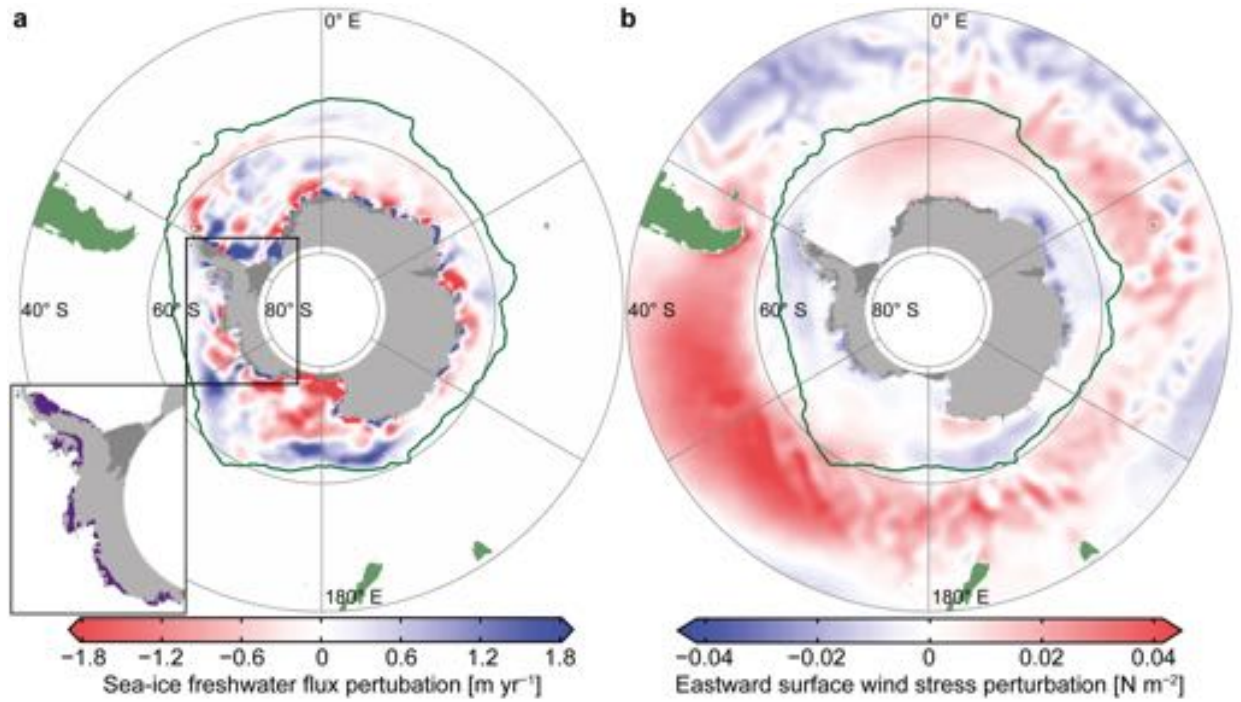 a
b
0° E
0° E
40° S
60° S
80° S
40° S
60° S
80° S
180° E
180° E
−1.8 −1.2 −0.6 0 0.6 1.2 1.8
−0.04 −0.02 0 0.02 0.04
Sea-ice freshwater flux pertubation [m yr⁻¹]
Eastward surface wind stress perturbation [N m⁻²]